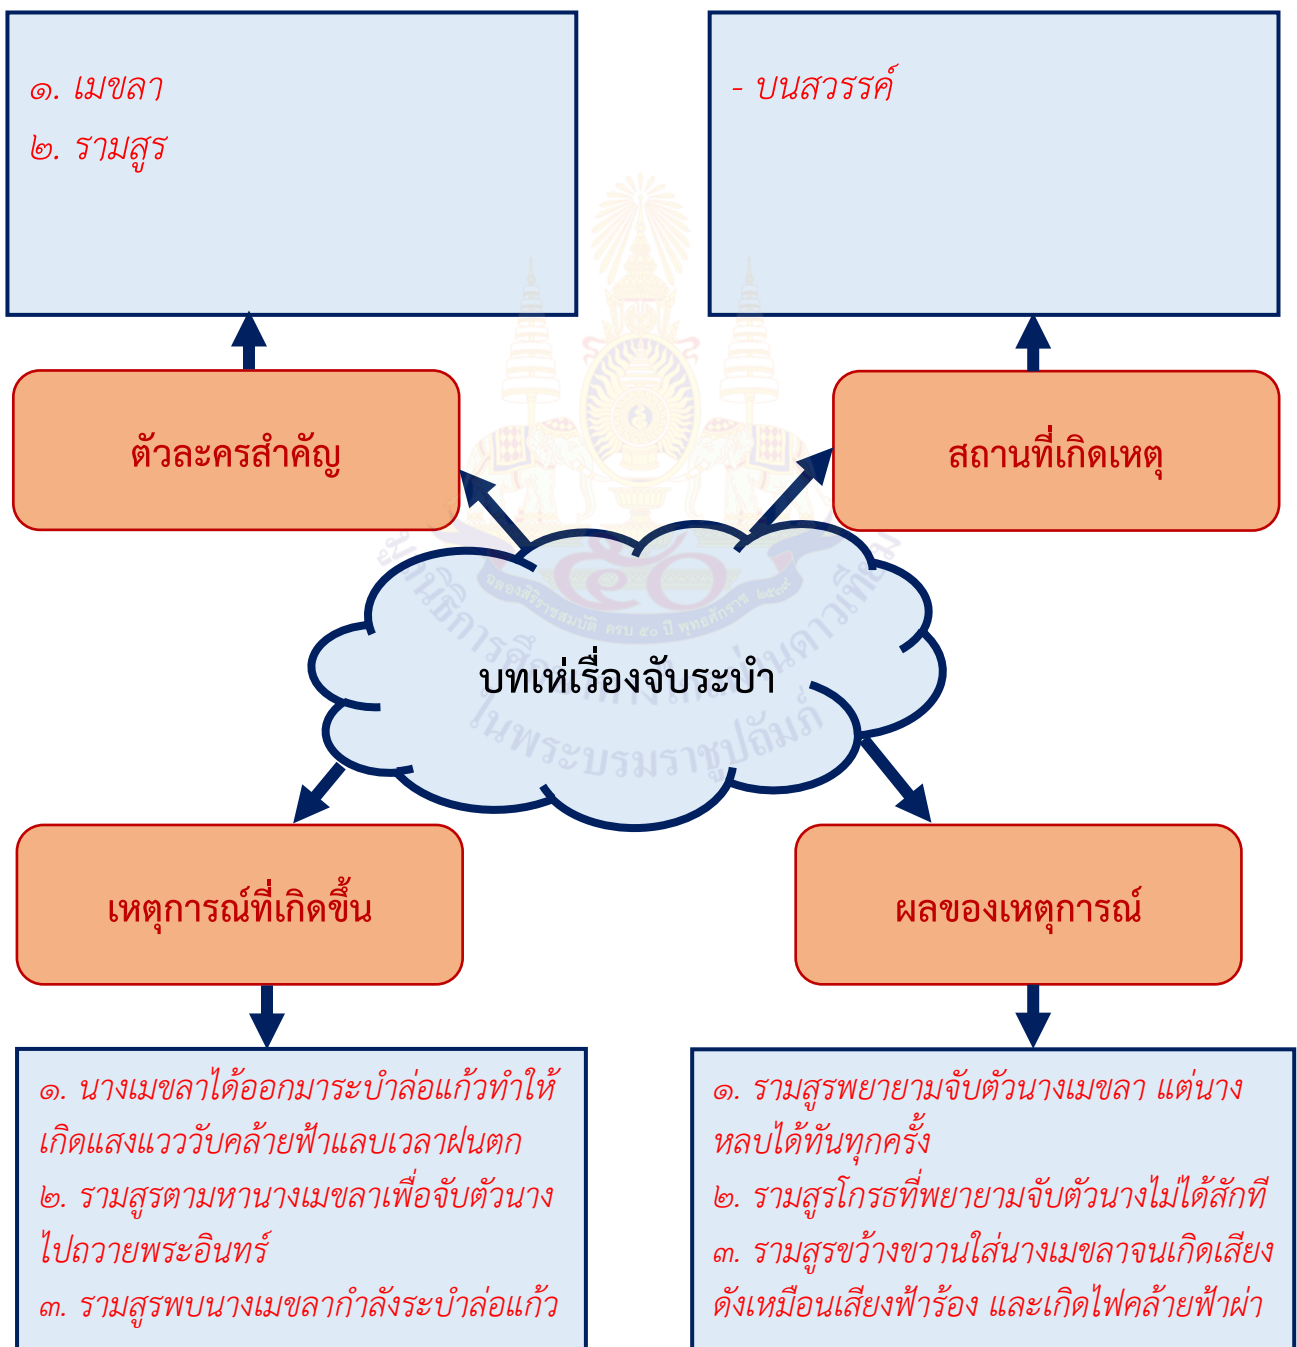 ๑. เมขลา
๒. รามสูร
- บนสวรรค์
ตัวละครสำคัญ
สถานที่เกิดเหตุ
บทเห่เรื่องจับระบำ
เหตุการณ์ที่เกิดขึ้น
ผลของเหตุการณ์
๑. นางเมขลาได้ออกมาระบำล่อแก้วทำให้
เกิดแสงแวววับคล้ายฟ้าแลบเวลาฝนตก
๒. รามสูรตามหานางเมขลาเพื่อจับตัวนาง
ไปถวายพระอินทร์
๓. รามสูรพบนางเมขลากำลังระบำล่อแก้ว
๑. รามสูรพยายามจับตัวนางเมขลา แต่นาง
หลบได้ทันทุกครั้ง
๒. รามสูรโกรธที่พยายามจับตัวนางไม่ได้สักที
๓. รามสูรขว้างขวานใส่นางเมขลาจนเกิดเสียง
ดังเหมือนเสียงฟ้าร้อง และเกิดไฟคล้ายฟ้าผ่า
ในพระบรมราชูปถัมภ์